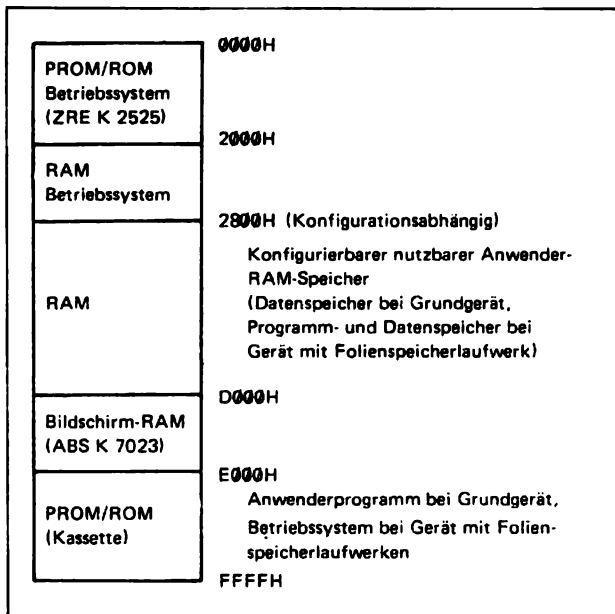 0000H
PROM/ROM
Betriebssystem
(ZRE K 2525)
2000H
RAM
Betriebssystem
2800H (Konfigurationsabhängig)
Konfigurierbarer nutzbarer Anwender-
RAM-Speicher
(Datenspeicher bei Grundgerät,
Programm- und Datenspeicher bei
Gerät mit Folienspeicherlaufwerk)
RAM
D000H
Bildschirm-RAM
(ABS K 7023)
E000H
Anwenderprogramm bei Grundgerät,
Betriebssystem bei Gerät mit Folien-
speicherlaufwerken
PROM/ROM
(Kassette)
FFFFH